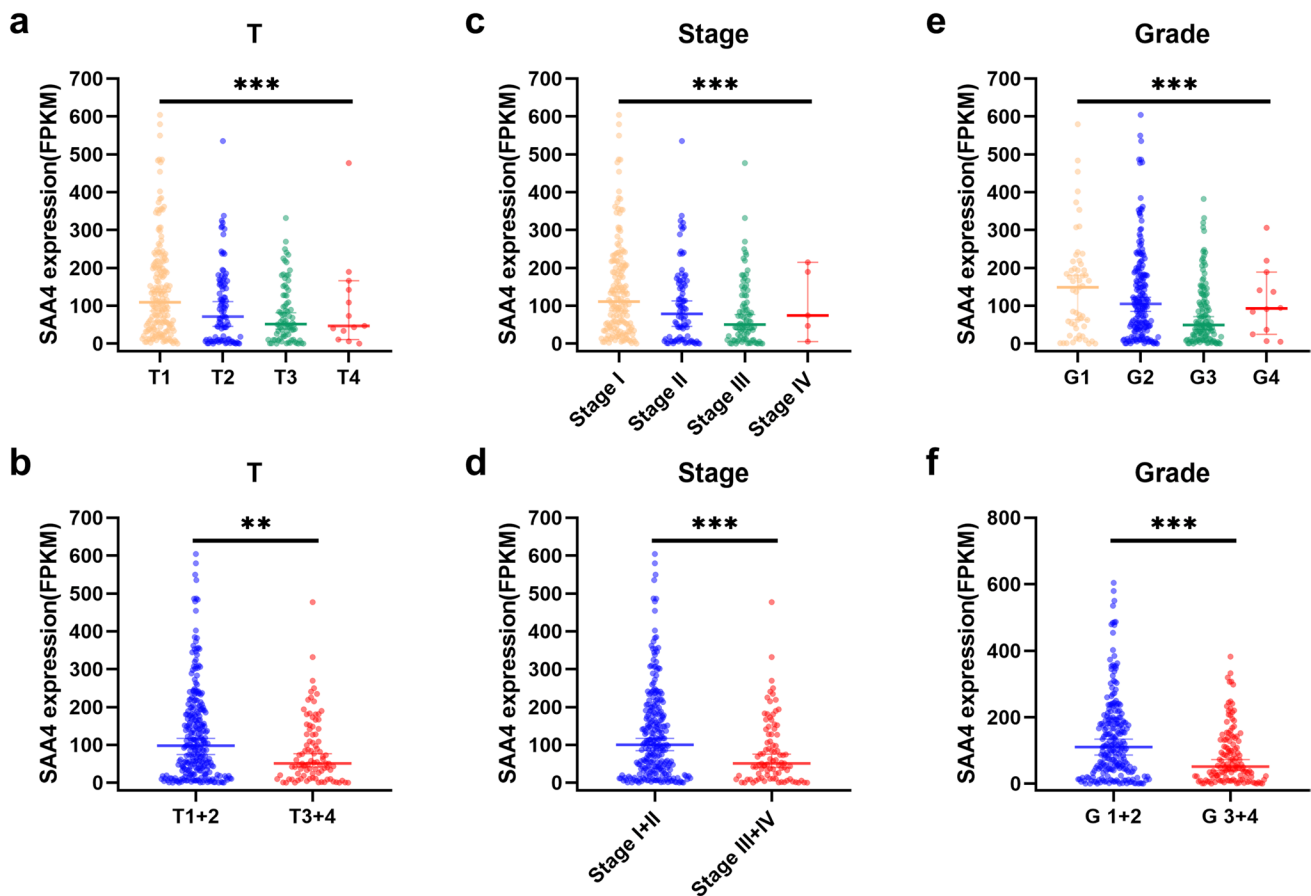 a
T
SAA4 expression(FPKM)
700
600
500
400
300
200
100
0
***
T1 T2 T3 T4
c
Stage
SAA4 expression(FPKM)
700
600
500
400
300
200
100
0
***
Stage I Stage II Stage III Stage IV
e
Grade
SAA4 expression(FPKM)
700
600
500
400
300
200
100
0
***
G1 G2 G3 G4
b
T
SAA4 expression(FPKM)
700
600
500
400
300
200
100
0
**
T1+2 T3+4
d
Stage
SAA4 expression(FPKM)
700
600
500
400
300
200
100
0
***
Stage I+II Stage III+IV
f
Grade
SAA4 expression(FPKM)
800
600
400
200
0
***
G 1+2 G 3+4